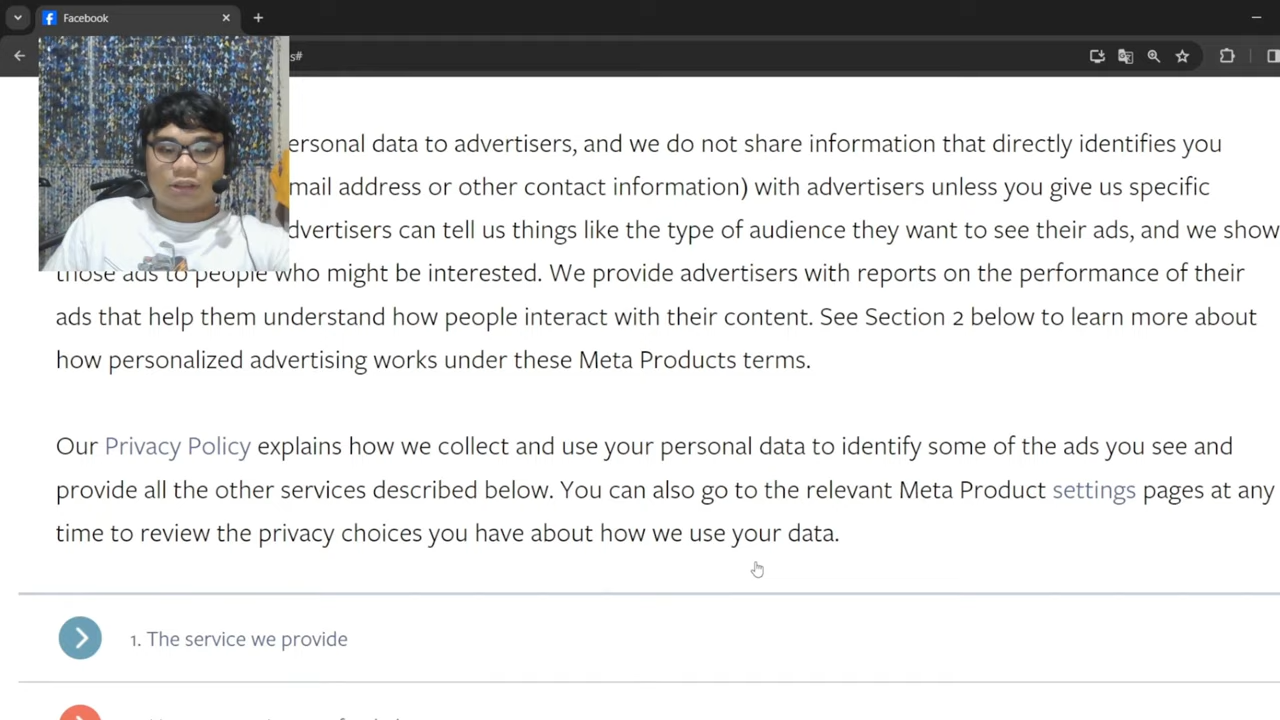 Facebook
s#
ersonal data to advertisers, and we do not share information that directly identifies you
mail address or other contact information) with advertisers unless you give us specific
dvertisers can tell us things like the type of audience they want to see their ads, and we show
those ads to people who might be interested. We provide advertisers with reports on the performance of their
ads that help them understand how people interact with their content. See Section 2 below to learn more about
how personalized advertising works under these Meta Products terms.
Our Privacy Policy explains how we collect and use your personal data to identify some of the ads you see and
provide all the other services described below. You can also go to the relevant Meta Product settings pages at any
time to review the privacy choices you have about how we use your data.
1. The service we provide